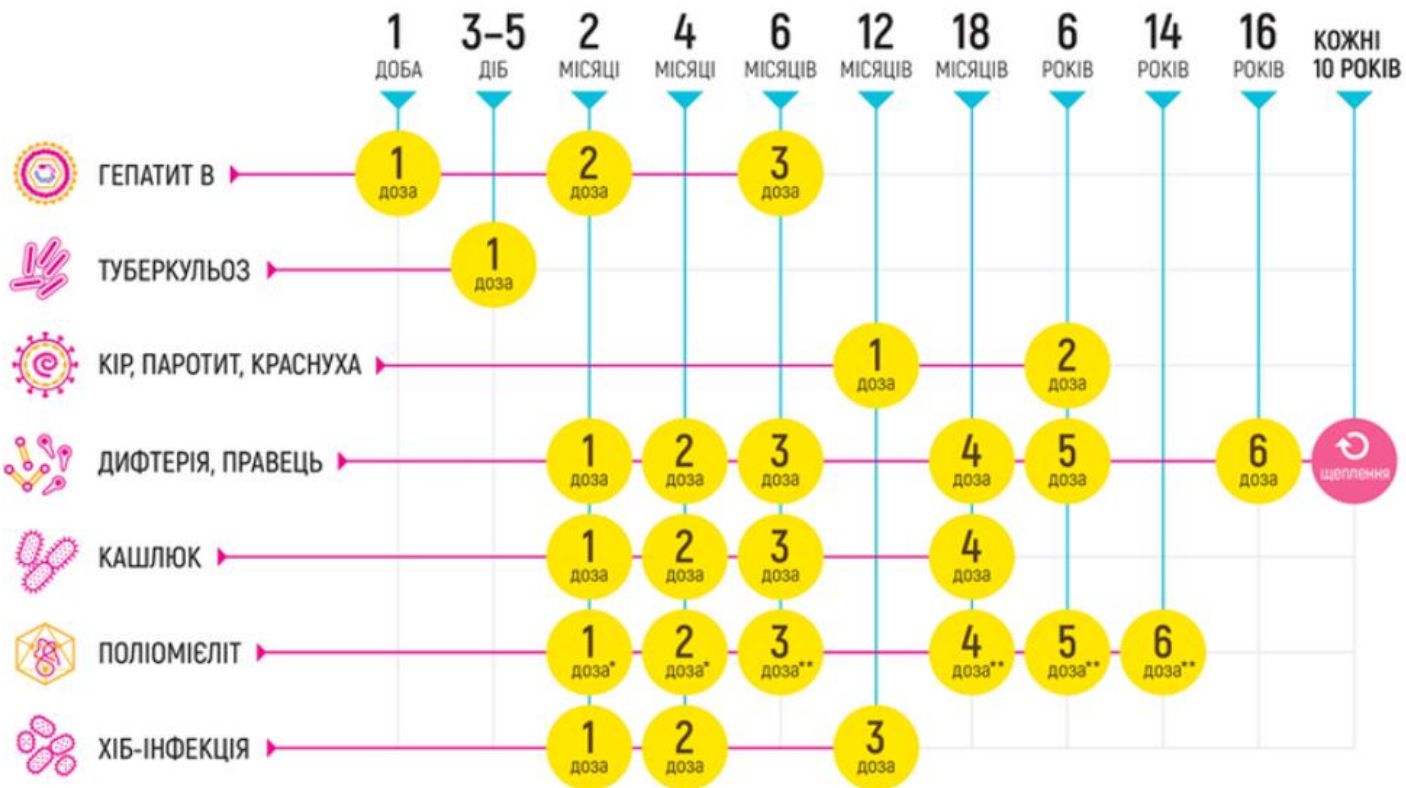 1 3–5 2 4 6 12 18 6 14 16 КОЖНІ
ДОБА ДІБ МІСЯЦІ МІСЯЦІ МІСЯЦІВ МІСЯЦІВ МІСЯЦІВ РОКІВ РОКІВ РОКІВ 10 РОКІВ
ГЕПАТИТ В 1 2 3
доза доза доза
ТУБЕРКУЛЬОЗ 1
доза
КІР, ПАРОТИТ, КРАСНУХА 1 2
доза доза
ДИФТЕРІЯ, ПРАВЕЦЬ 1 2 3 4 5 6
доза доза доза доза доза доза щеплення
КАШЛЮК 1 2 3 4
доза доза доза доза
ПОЛІОМІЄЛІТ 1 2 3 4 5 6
доза* доза* доза** доза** доза** доза**
ХІБ-ІНФЕКЦІЯ 1 2 3
доза доза доза